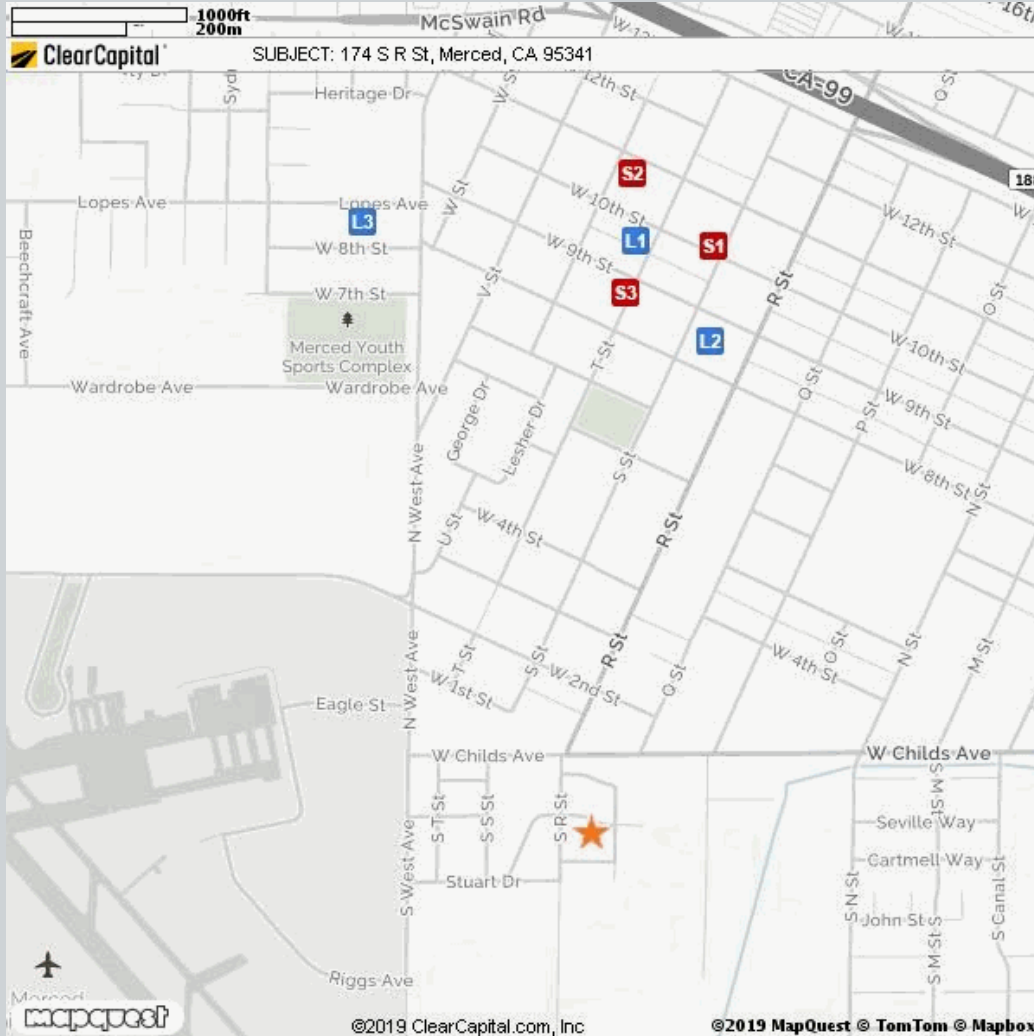 1000ft
200m
McSwain Rd
16th
ClearCapital
SUBJECT: 174 S R St, Merced, CA 95341
CA-99
Heritage Dr
12th St
S2
Lopes Ave
Lopes Ave
W St
W 10th St
L3
L1
S1
W 12th St
W 8th St
W 9th St
Beechcraft Ave
V St
R St
S3
W 7th St
O St
L2
Merced Youth
Sports Complex
T St
W 10th St
Wardrobe Ave
Wardrobe Ave
Q St
George Dr
Lesher Dr
P St
W 9th St
S St
W 8th St
N West Ave
N St
U St
W 4th St
R St
O St
N St
M St
N West Ave
T St
S St
R St
W 4th St
W 1st St
W 2nd St
Q St
Eagle St
W Childs Ave
W Childs Ave
S T St
S S St
S R St
S M St
Seville Way
Cartmell Way
S West Ave
Stuart Dr
S N St
S Canal St
John St
S M St
Riggs Ave
Merced
mapquest
©2019 ClearCapital.com, Inc
©2019 MapQuest © TomTom © Mapbox